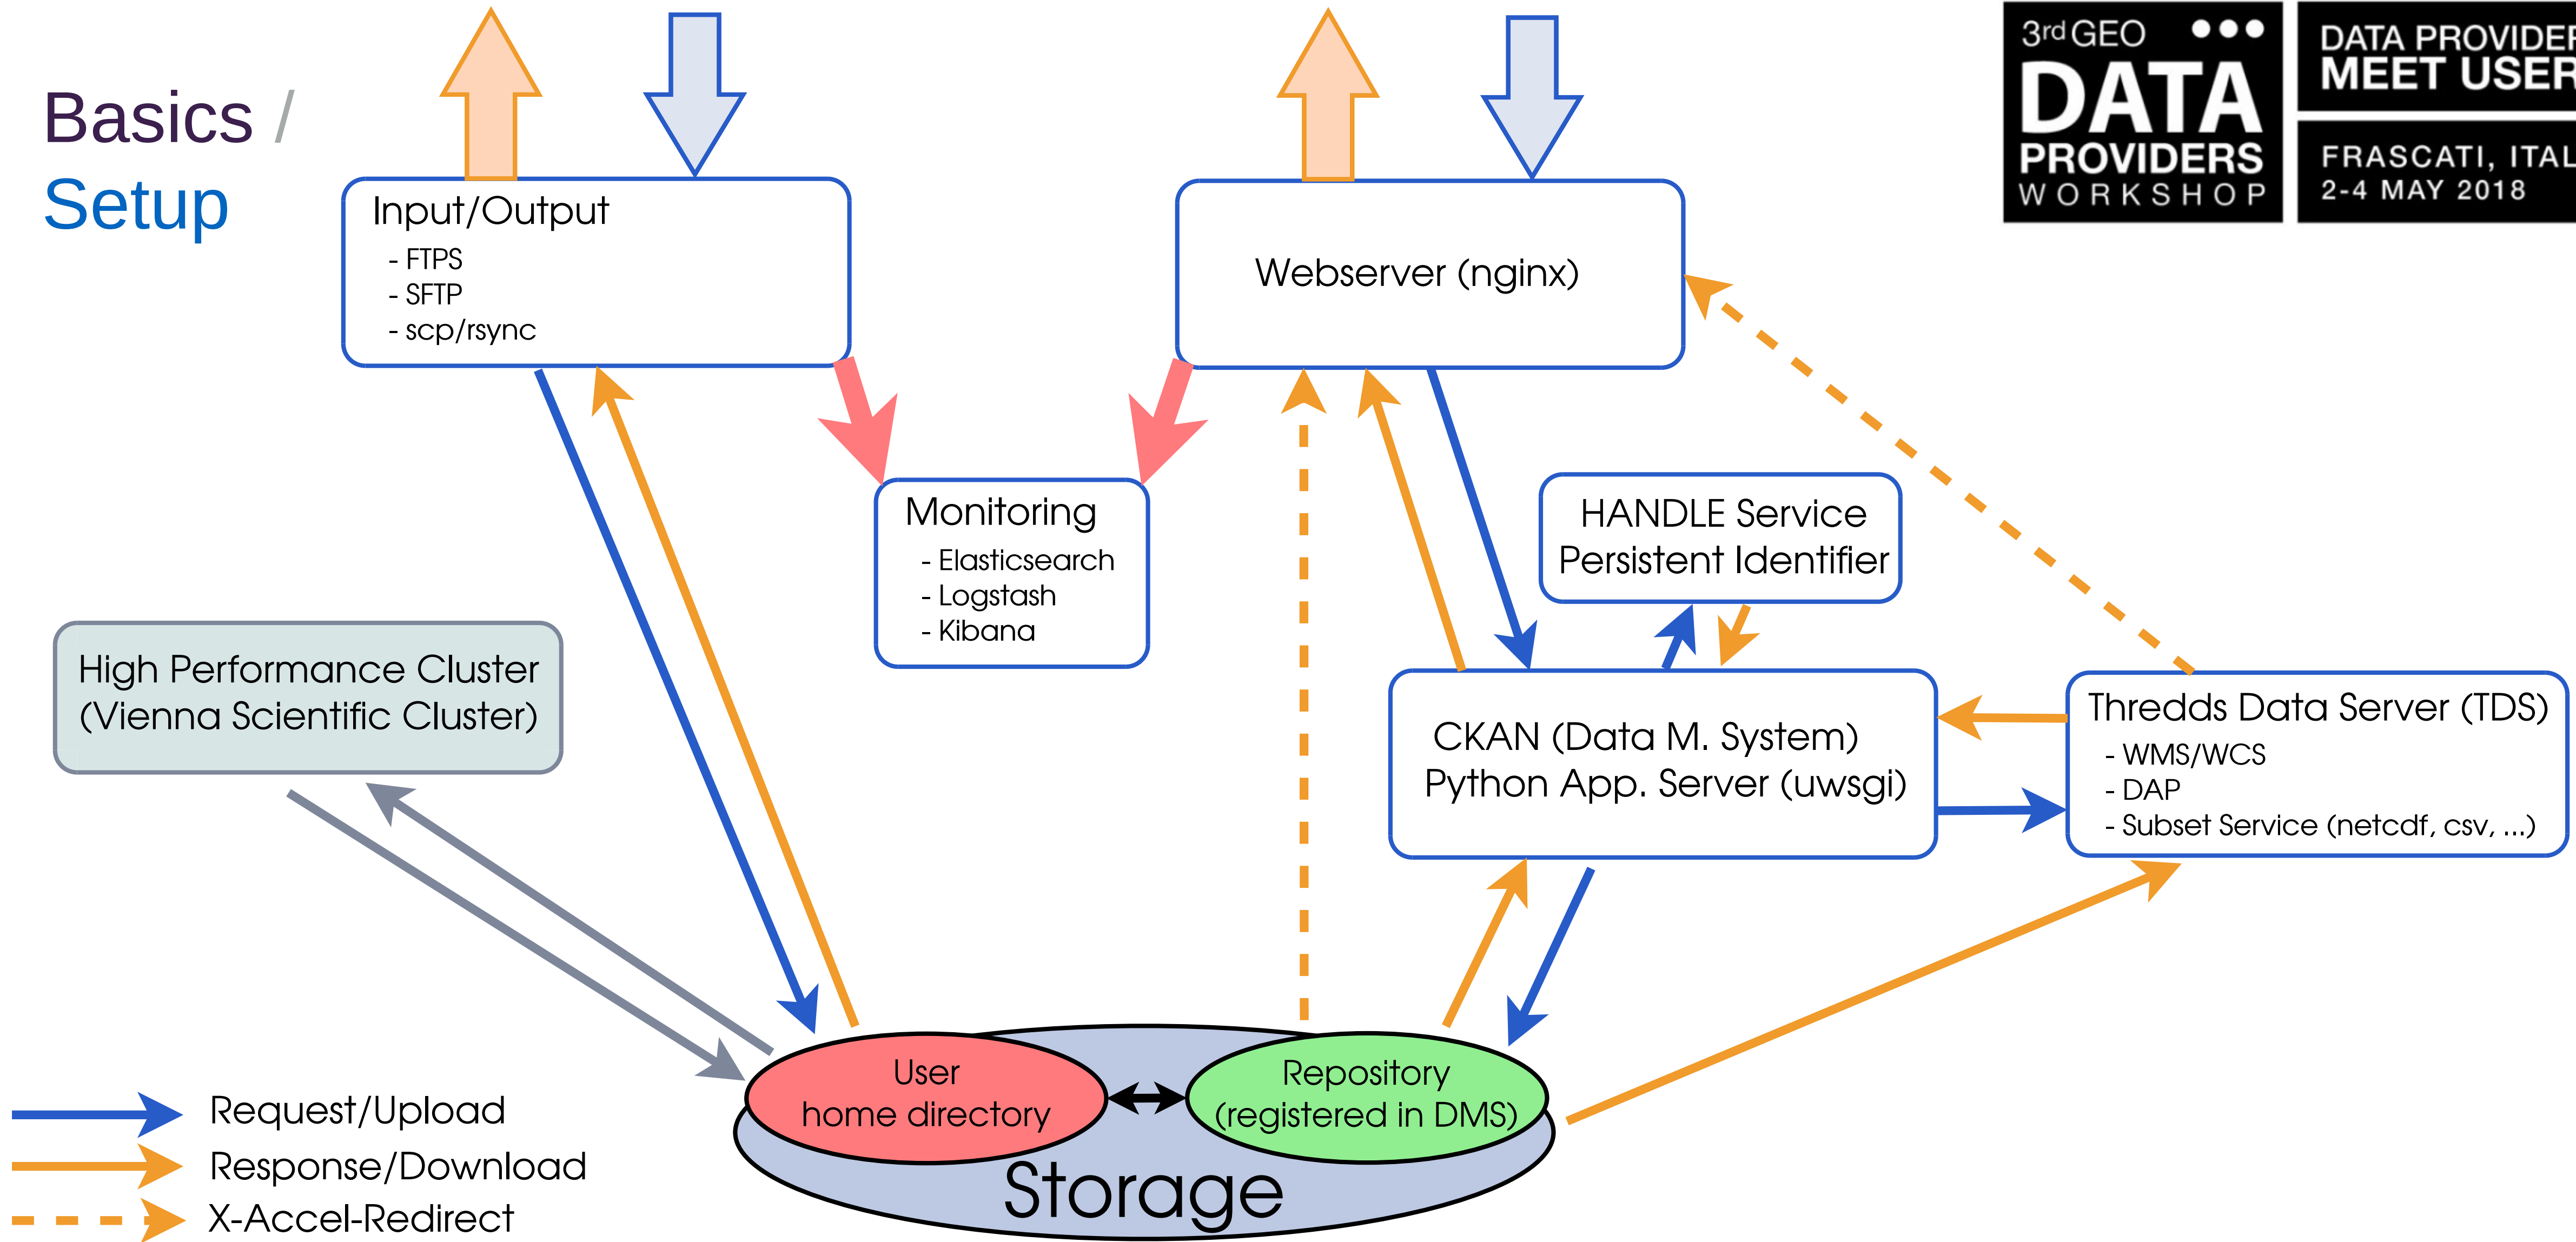 Basics /
Setup
3rd GEO
DATA
PROVIDERS
WORKSHOP
DATA PROVIDER
MEET USER
FRASCATI, ITAL
2-4 MAY 2018
Input/Output
- FTPS
- SFTP
- scp/rsync
Webserver (nginx)
Monitoring
- Elasticsearch
- Logstash
- Kibana
HANDLE Service
Persistent Identifier
High Performance Cluster
(Vienna Scientific Cluster)
CKAN (Data M. System)
Python App. Server (uwsgi)
Thredds Data Server (TDS)
- WMS/WCS
- DAP
- Subset Service (netcdf, csv, ...)
User
home directory
Repository
(registered in DMS)
Storage
Request/Upload
Response/Download
X-Accel-Redirect